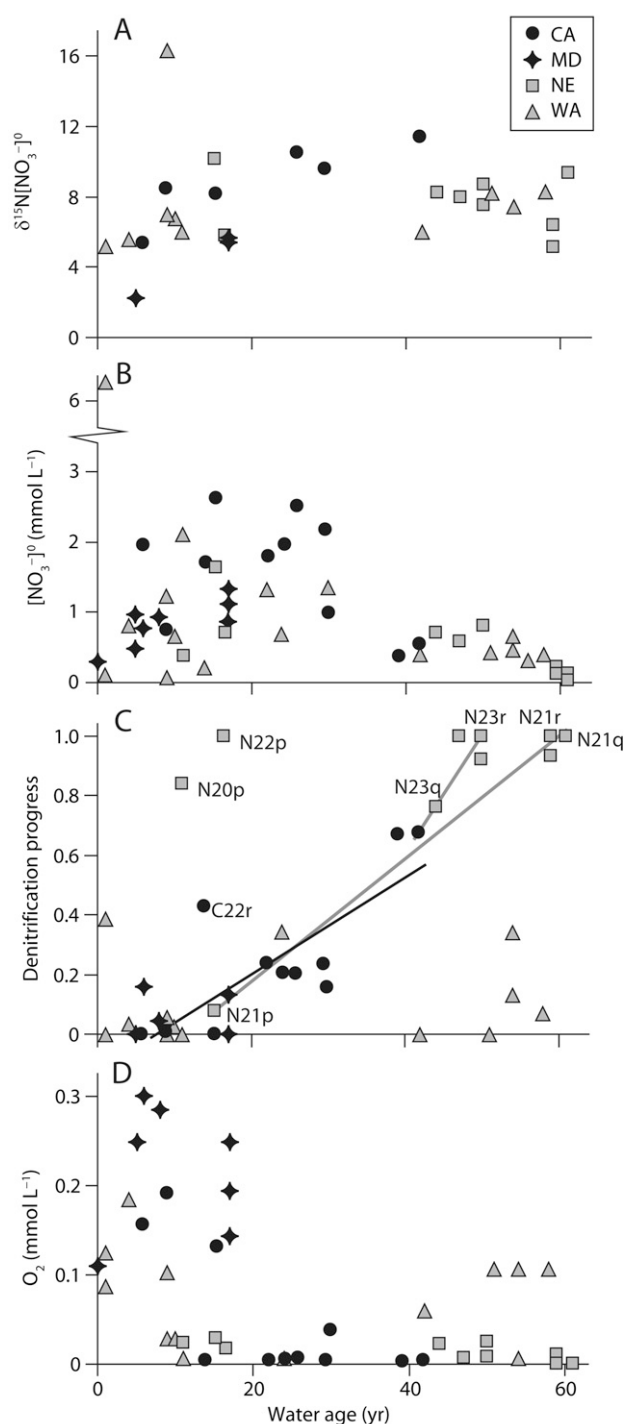 A
CA
MD
NE
WA
16
12
8
4
0
δ¹⁵N[NO₃⁻]⁰
B
6
3
2
1
0
[NO₃⁻]⁰ (mmol L⁻¹)
C
N23r
N21r
1.0
N22p
N21q
0.8
N20p
N23q
0.6
0.4
C22r
0.2
N21p
0
Denitrification progress
D
0.3
0.2
0.1
0
O₂ (mmol L⁻¹)
0
20
40
60
Water age (yr)